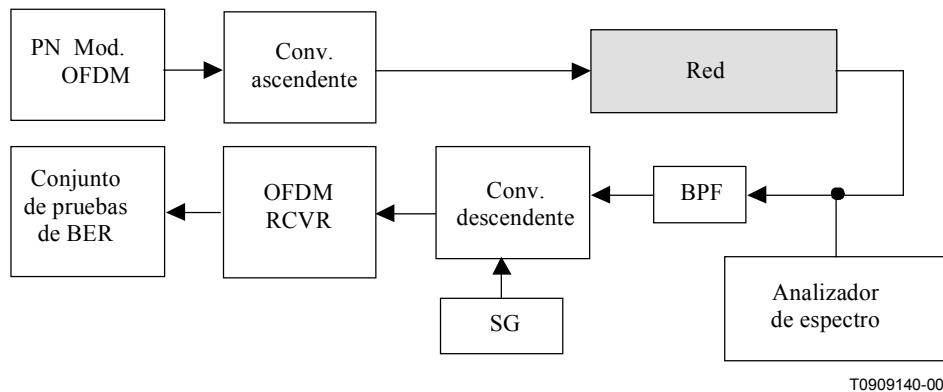 PN Mod.
OFDM
Conv.
ascendente
Red
Conjunto
de pruebas
de BER
OFDM
RCVR
Conv.
descendente
BPF
SG
Analizador
de espectro
T0909140-00